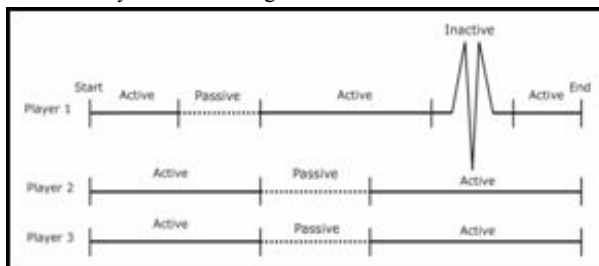 Inactive
Start
Active
Passive
Active
Active
End
Player 1
Active
Passive
Active
Player 2
Active
Passive
Active
Player 3